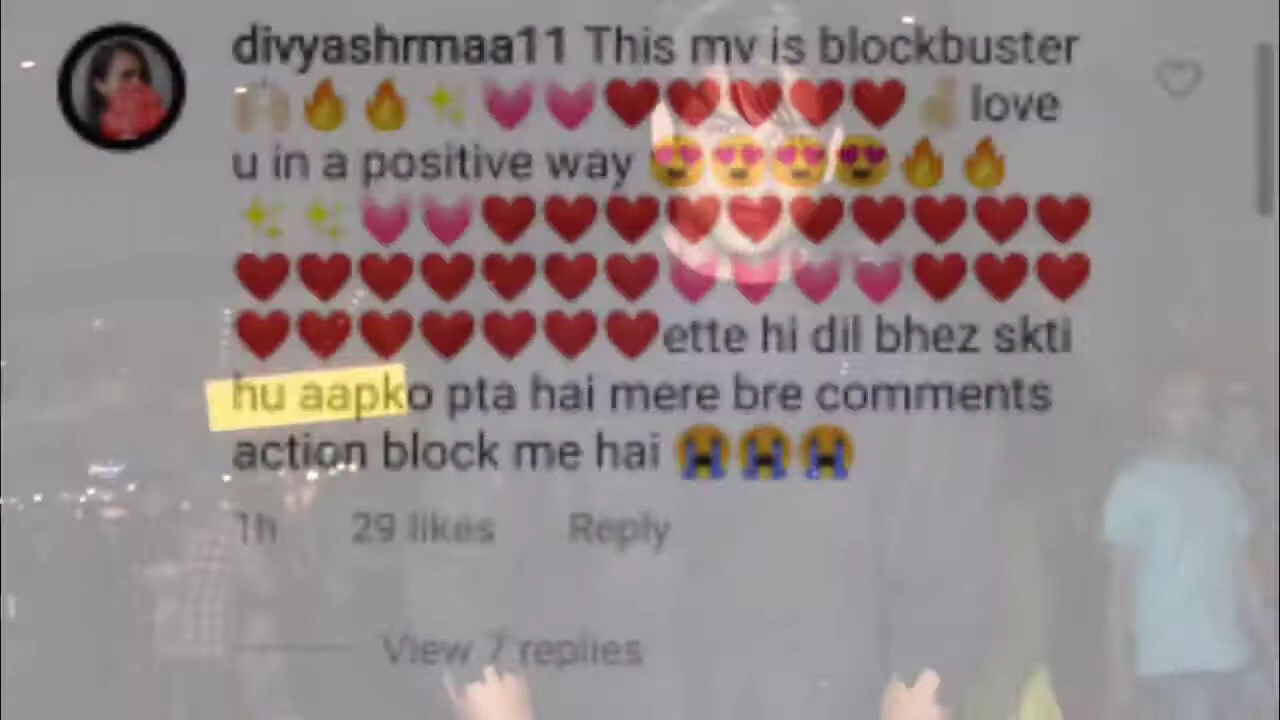 divyashrmaa11 This mv is blockbuster
🙌🏻🔥🔥✨💓💓❤️❤️❤️❤️❤️☝🏻love
u in a positive way 😍😍😍😍🔥🔥
✨✨💓💓❤️❤️❤️❤️❤️❤️❤️❤️❤️❤️
❤️❤️❤️❤️❤️❤️❤️💓💓💓💓❤️❤️❤️
❤️❤️❤️❤️❤️❤️❤️ette hi dil bhez skti
hu aapko pta hai mere bre comments
action block me hai 😭😭😭
1h 29 likes Reply
View 7 replies